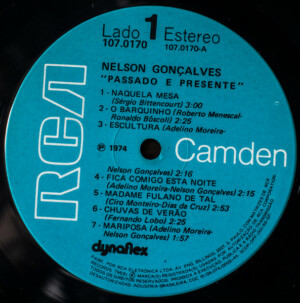 Lado 1 Estereo
107.0170
107.0170-A
NELSON GONÇALVES
"PASSADO E PRESENTE"
1 - NAQUELA MESA
(Sérgio Bittencourt) 3:00
2 - O BARQUINHO (Roberto Menescal-
Ronaldo Bôscoli) 2:25
3 - ESCULTURA (Adelino Moreira-
Ⓟ 1974
Nelson Gonçalves) 2:16
4 - FICA COMIGO ESTA NOITE
(Adelino Moreira-Nelson Gonçalves) 2:15
5 - MADAME FULANO DE TAL
(Ciro Monteiro-Dias da Cruz) 2:53
6 - CHUVAS DE VERÃO
(Fernando Lobo) 2:25
7 - MARIPOSA (Adelino Moreira-
Nelson Gonçalves) 1:57
RCA
Camden
dynaflex